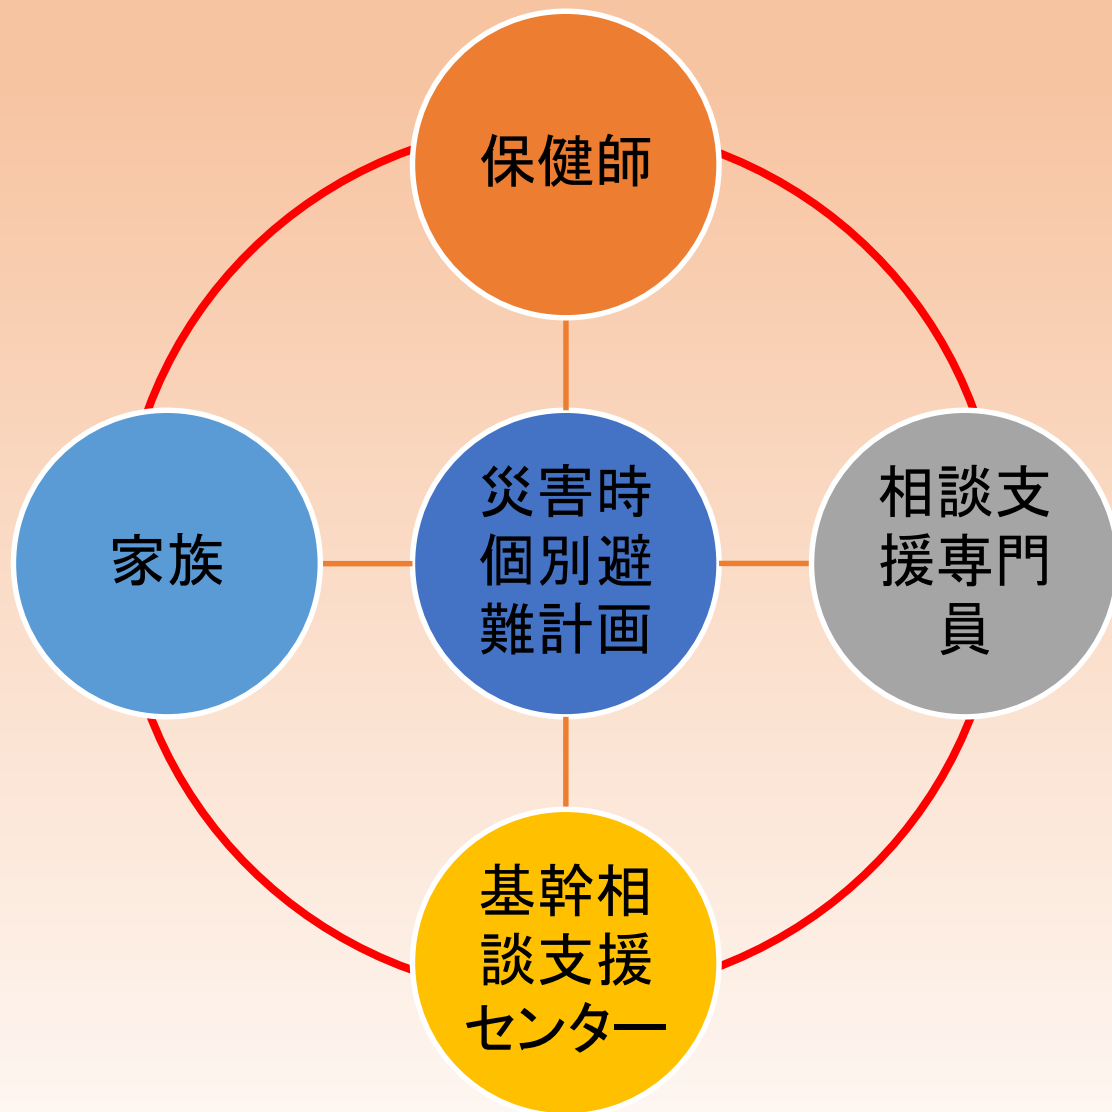 保健師
家族
災害時
個別避
難計画
相談支
援専門
員
基幹相
談支援
センター